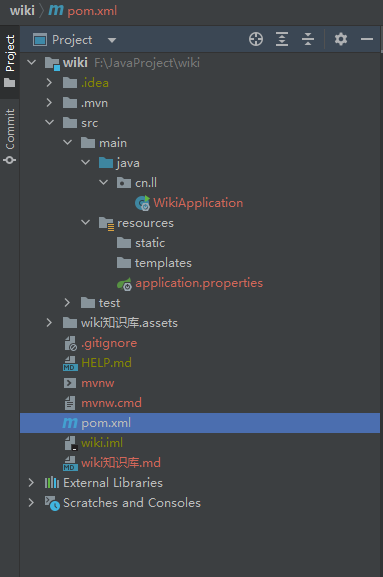 wiki pom.xml
Project
Commit
Project
wiki F:\JavaProject\wiki
.idea
.mvn
src
main
java
cn.ll
WikiApplication
resources
static
templates
application.properties
test
wiki知识库.assets
.gitignore
HELP.md
mvnw
mvnw.cmd
pom.xml
wiki.iml
wiki知识库.md
External Libraries
Scratches and Consoles